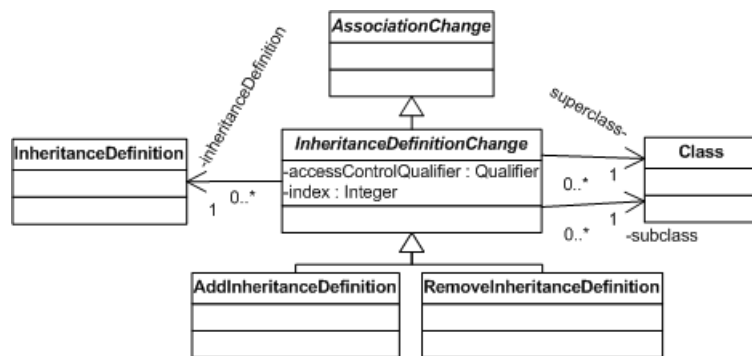 AssociationChange
-inheritanceDefinition
superclass-
InheritanceDefinition
InheritanceDefinitionChange
Class
-accessControlQualifier : Qualifier
-index : Integer
0..*
1
0..*
1
0..*
1
-subclass
AddInheritanceDefinition
RemoveInheritanceDefinition